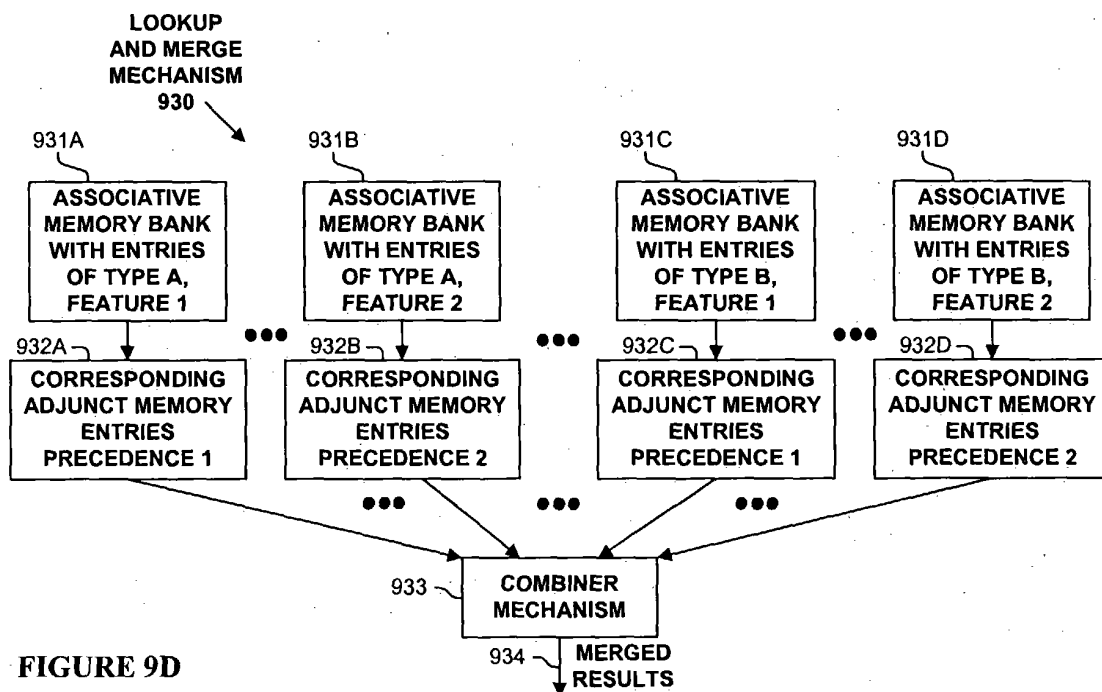 LOOKUP
AND MERGE
MECHANISM
930
931A
ASSOCIATIVE
MEMORY BANK
WITH ENTRIES
OF TYPE A,
FEATURE 1
931B
ASSOCIATIVE
MEMORY BANK
WITH ENTRIES
OF TYPE A,
FEATURE 2
931C
ASSOCIATIVE
MEMORY BANK
WITH ENTRIES
OF TYPE B,
FEATURE 1
931D
ASSOCIATIVE
MEMORY BANK
WITH ENTRIES
OF TYPE B,
FEATURE 2
932A
CORRESPONDING
ADJUNCT MEMORY
ENTRIES
PRECEDENCE 1
932B
CORRESPONDING
ADJUNCT MEMORY
ENTRIES
PRECEDENCE 2
932C
CORRESPONDING
ADJUNCT MEMORY
ENTRIES
PRECEDENCE 1
932D
CORRESPONDING
ADJUNCT MEMORY
ENTRIES
PRECEDENCE 2
933
COMBINER
MECHANISM
934
MERGED
RESULTS
FIGURE 9D